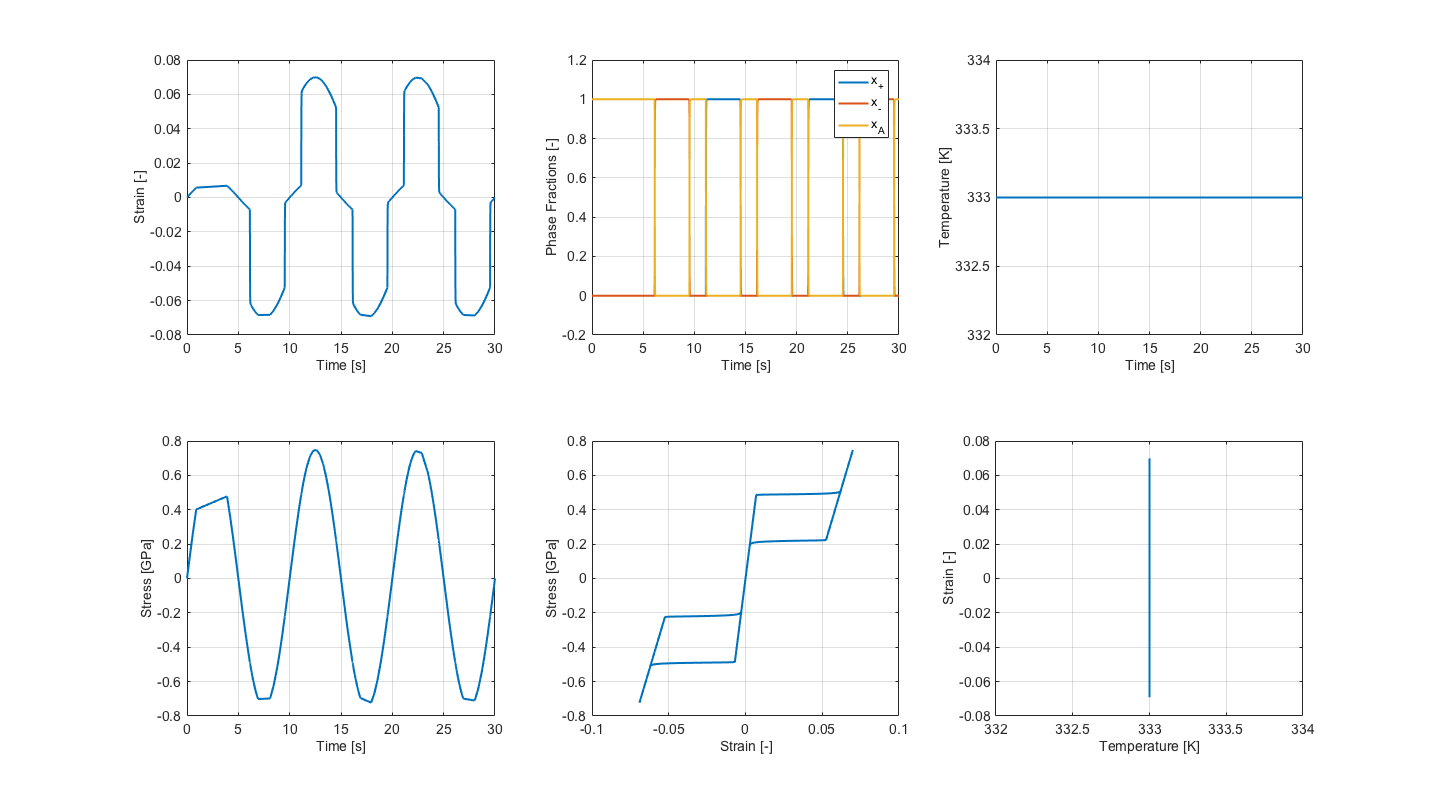 0.08
0.06
0.04
0.02
0
-0.02
-0.04
-0.06
-0.08
Strain [-]
0 5 10 15 20 25 30
Time [s]
1.2
1
0.8
0.6
0.4
0.2
0
-0.2
Phase Fractions [-]
x+
x-
xA
0 5 10 15 20 25 30
Time [s]
334
333.5
333
332.5
332
Temperature [K]
0 5 10 15 20 25 30
Time [s]
0.8
0.6
0.4
0.2
0
-0.2
-0.4
-0.6
-0.8
Stress [GPa]
0 5 10 15 20 25 30
Time [s]
0.8
0.6
0.4
0.2
0
-0.2
-0.4
-0.6
-0.8
Stress [GPa]
-0.1 -0.05 0 0.05 0.1
Strain [-]
0.08
0.06
0.04
0.02
0
-0.02
-0.04
-0.06
-0.08
Strain [-]
332 332.5 333 333.5 334
Temperature [K]